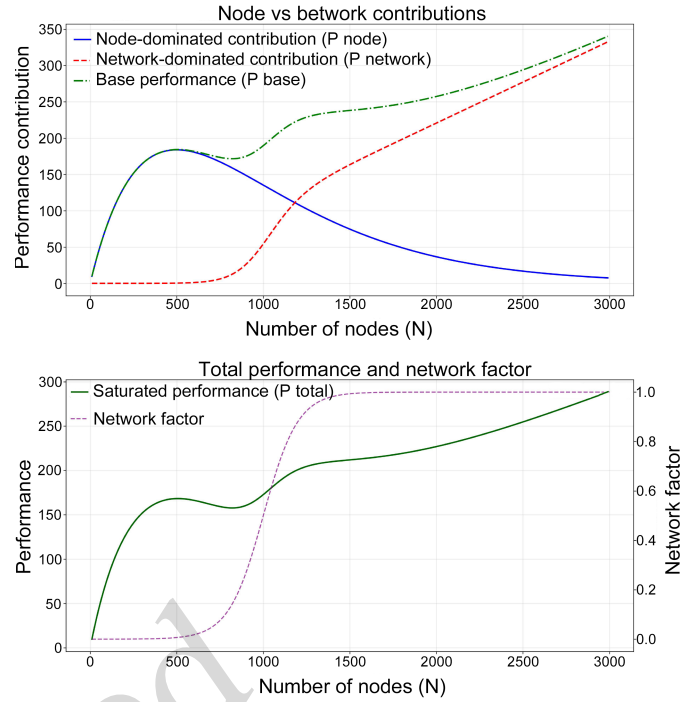 Node vs betwork contributions
Node-dominated contribution (P node)
Network-dominated contribution (P network)
Base performance (P base)
Performance contribution
350
300
250
200
150
100
50
0
0 500 1000 1500 2000 2500 3000
Number of nodes (N)
Total performance and network factor
Saturated performance (P total)
Network factor
Performance
300
250
200
150
100
50
0
1.0
0.8
0.6
0.4
0.2
0.0
Network factor
0 500 1000 1500 2000 2500 3000
Number of nodes (N)